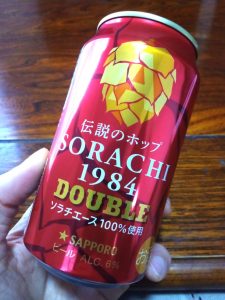 伝説のホップ
SORACHI
1984
DOUBLE
ソラチエース100%使用
★SAPPORO
ビール ALC. 8%